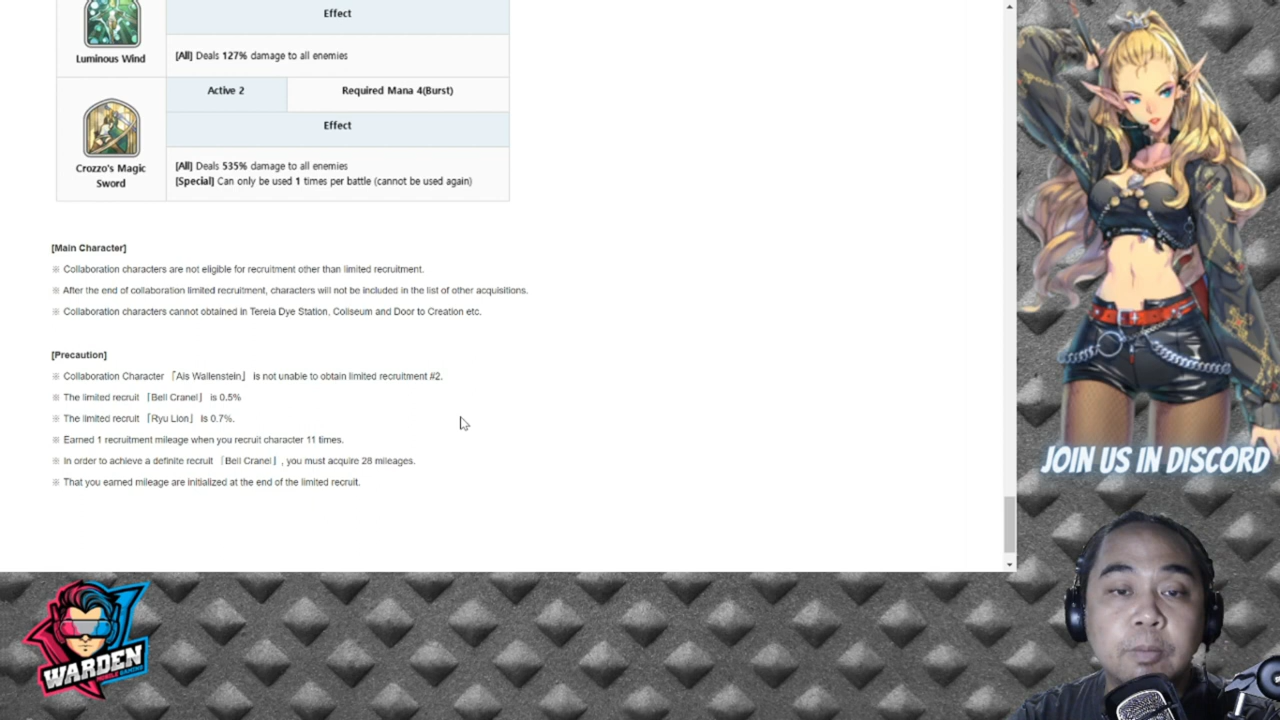 Effect
Luminous Wind
[All] Deals 127% damage to all enemies
Active 2
Required Mana 4(Burst)
Effect
Crozzo's Magic
Sword
[All] Deals 535% damage to all enemies
[Special] Can only be used 1 times per battle (cannot be used again)
[Main Character]
※ Collaboration characters are not eligible for recruitment other than limited recruitment.
※ After the end of collaboration limited recruitment, characters will not be included in the list of other acquisitions.
※ Collaboration characters cannot obtained in Tereia Dye Station, Coliseum and Door to Creation etc.
[Precaution]
※ Collaboration Character 「Ais Wallenstein」 is not unable to obtain limited recruitment #2.
※ The limited recruit 「Bell Cranel」 is 0.5%
※ The limited recruit 「Ryu Lion」 is 0.7%.
※ Earned 1 recruitment mileage when you recruit character 11 times.
※ In order to achieve a definite recruit 「Bell Cranel」, you must acquire 28 mileages.
※ That you earned mileage are initialized at the end of the limited recruit.
JOIN US IN DISCORD
WARDEN
MOBILE GAMING